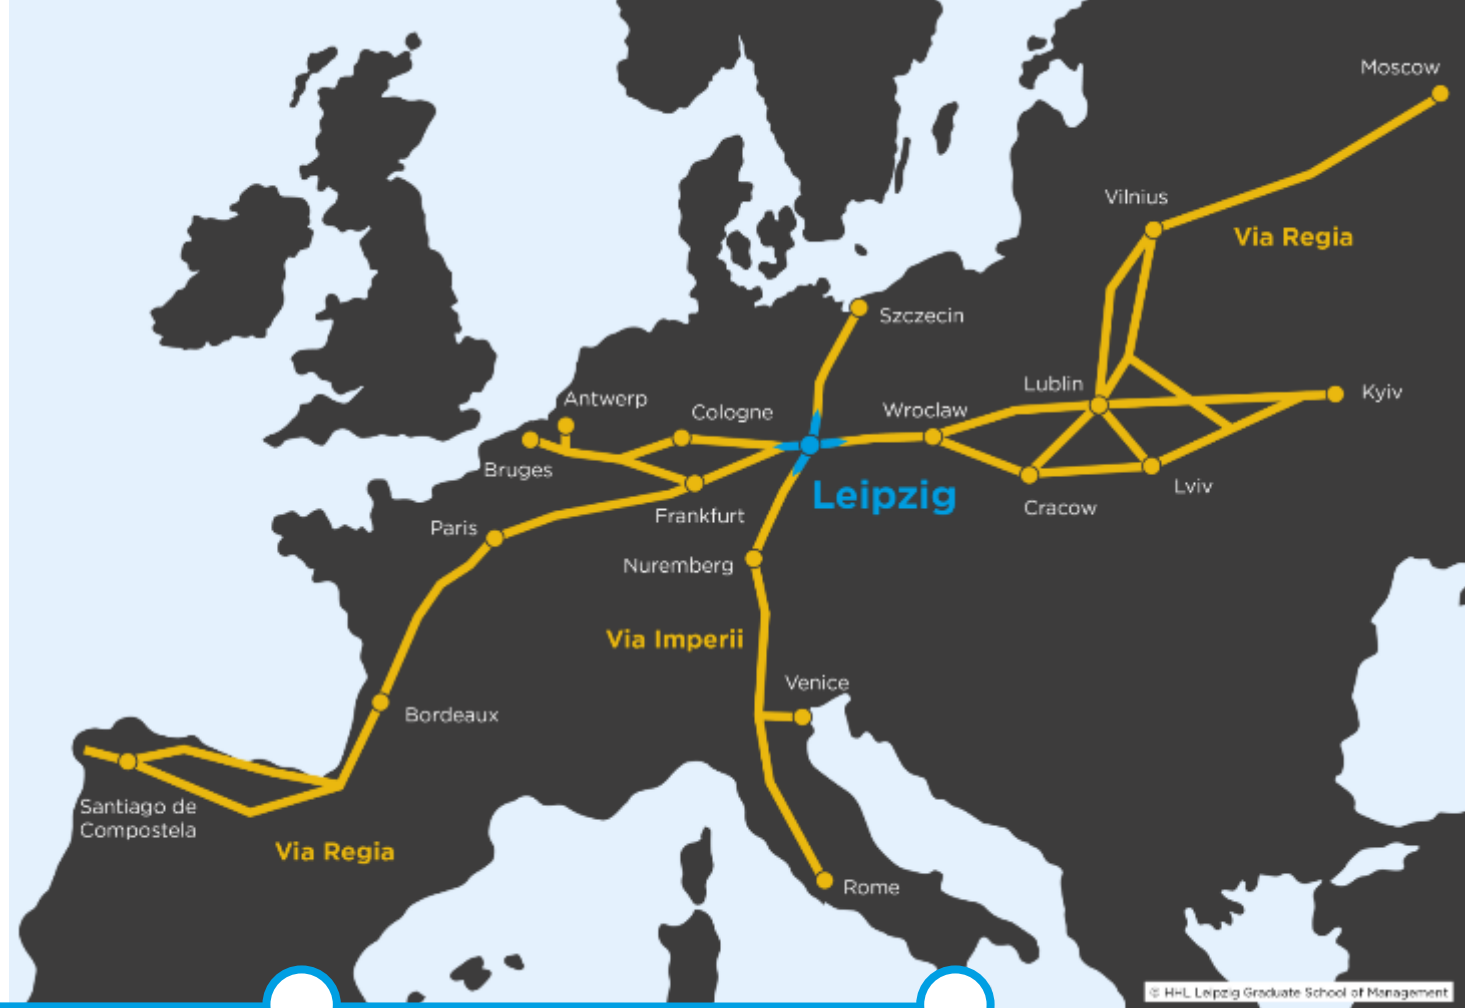 Moscow
Vilnius
Via Regia
Szczecin
Lublin
Kyiv
Antwerp
Cologne
Wroclaw
Bruges
Leipzig
Lviv
Cracow
Frankfurt
Paris
Nuremberg
Via Imperii
Venice
Bordeaux
Santiago de
Compostela
Via Regia
Rome
© HHL Leipzig Graduate School of Management